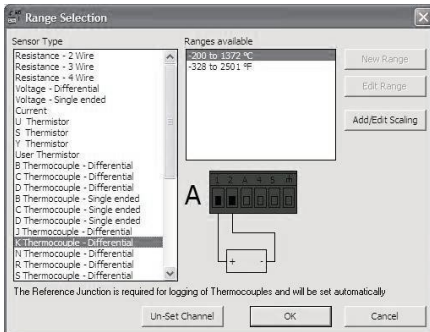 Range Selection
Sensor Type
Resistance - 2 Wire
Resistance - 3 Wire
Resistance - 4 Wire
Voltage - Differential
Voltage - Single ended
Current
U Thermistor
S Thermistor
Y Thermistor
User Thermistor
B Thermocouple - Differential
C Thermocouple - Differential
D Thermocouple - Differential
B Thermocouple - Single ended
C Thermocouple - Single ended
D Thermocouple - Single ended
J Thermocouple - Differential
K Thermocouple - Differential
N Thermocouple - Differential
R Thermocouple - Differential
S Thermocouple - Differential
Ranges available
-200 to 1372 ºC
-328 to 2501 ºF
New Range
Edit Range
Add/Edit Scaling
A
1 2 A 4 5
+ -
The Reference Junction is required for logging of Thermocouples and will be set automatically
Un-Set Channel
OK
Cancel